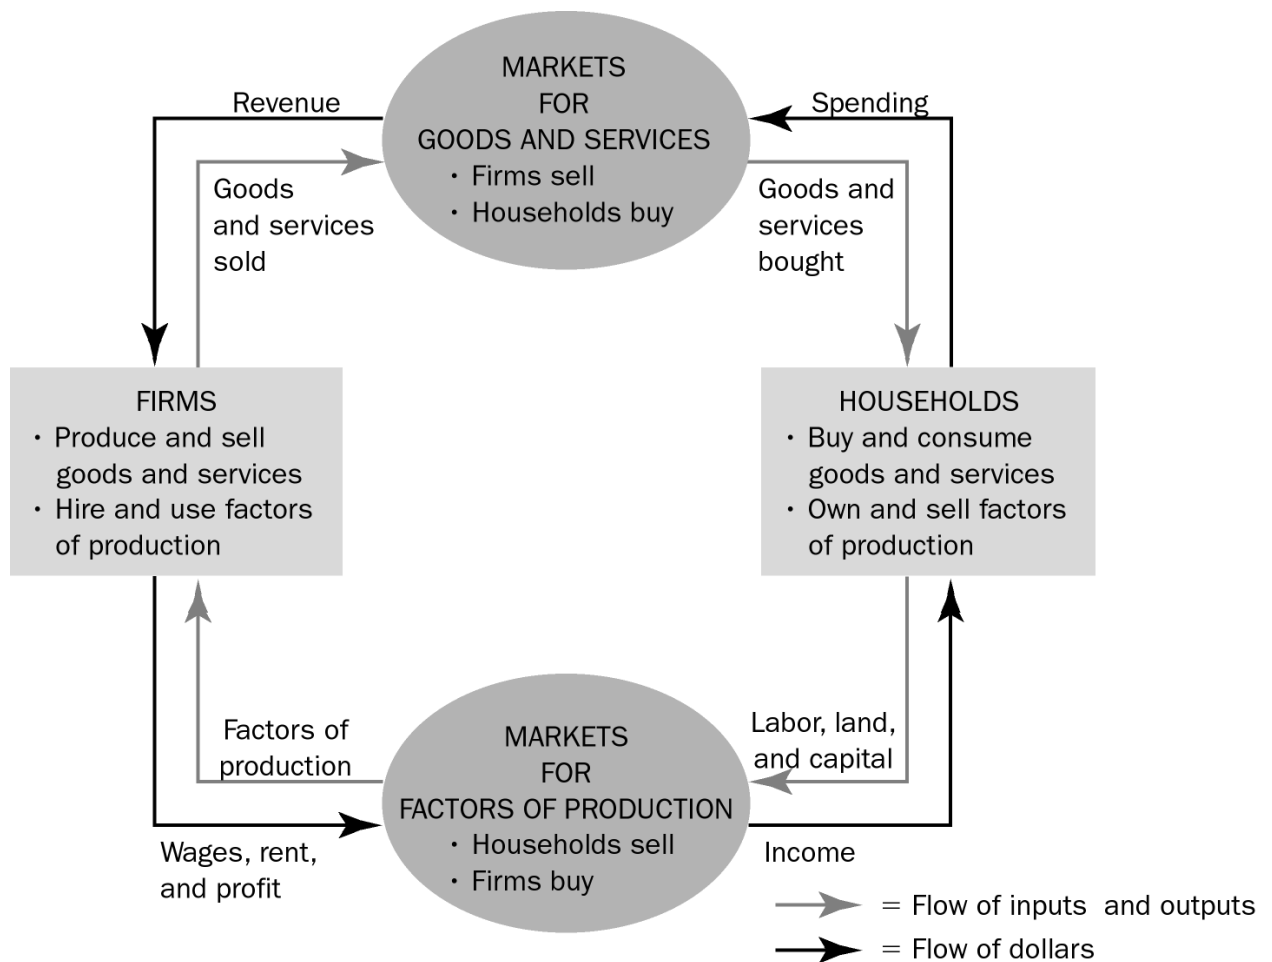 MARKETS
FOR
GOODS AND SERVICES
· Firms sell
· Households buy
Revenue
Spending
Goods
and services
sold
Goods and
services
bought
FIRMS
· Produce and sell
goods and services
· Hire and use factors
of production
HOUSEHOLDS
· Buy and consume
goods and services
· Own and sell factors
of production
Factors of
production
Labor, land,
and capital
MARKETS
FOR
FACTORS OF PRODUCTION
· Households sell
· Firms buy
Wages, rent,
and profit
Income
= Flow of inputs and outputs
= Flow of dollars